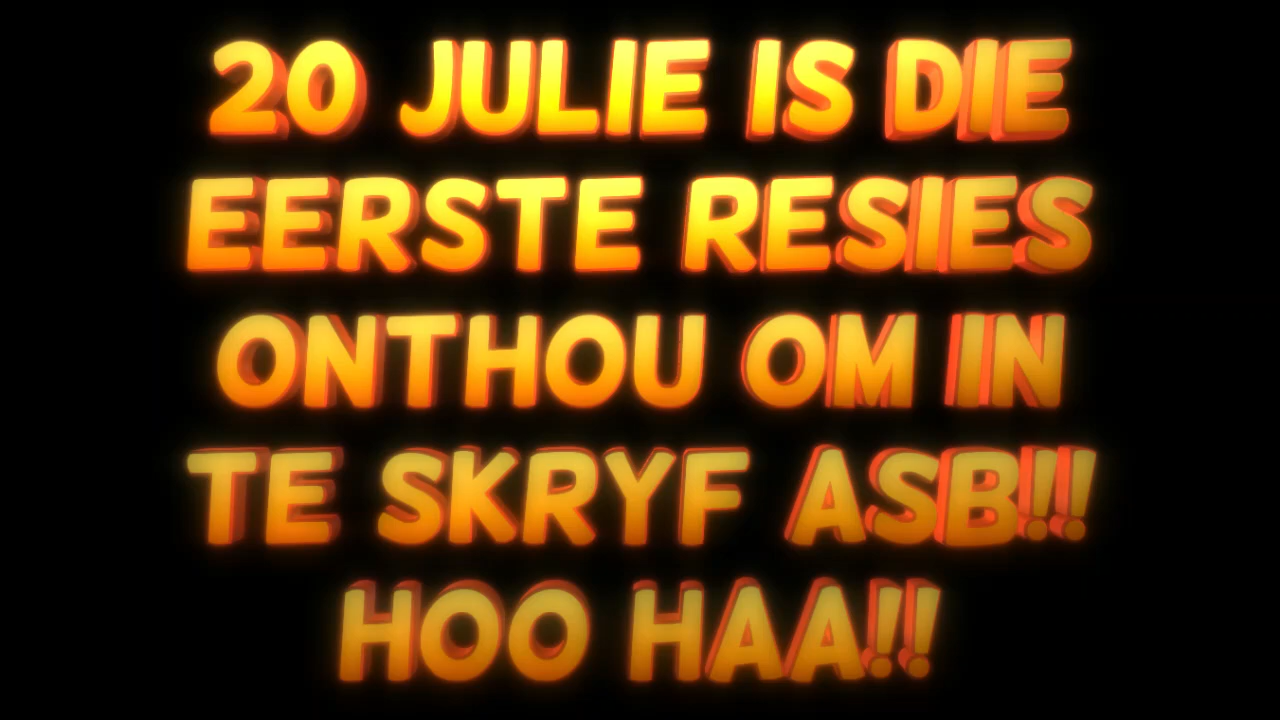 20 JULIE IS DIE
EERSTE RESIES
ONTHOU OM IN
TE SKRYF ASB!!
HOO HAA!!